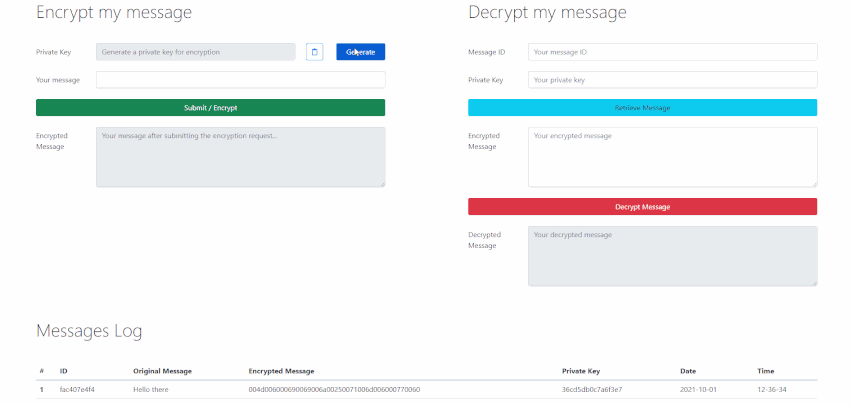 Encrypt my message
Decrypt my message
Private Key
Generate a private key for encryption
Generate
Message ID
Your message ID
Your message
Private Key
Your private key
Submit / Encrypt
Retrieve Message
Encrypted
Message
Your message after submitting the encryption request...
Encrypted
Message
Your encrypted message
Decrypt Message
Decrypted
Message
Your decrypted message
Messages Log
# ID Original Message Encrypted Message Private Key Date Time
1 fac407e4f4 Hello there 004d006000690069006a00250071006d006000770060 36cd5db0c7a6f3e7 2021-10-01 12-36-34